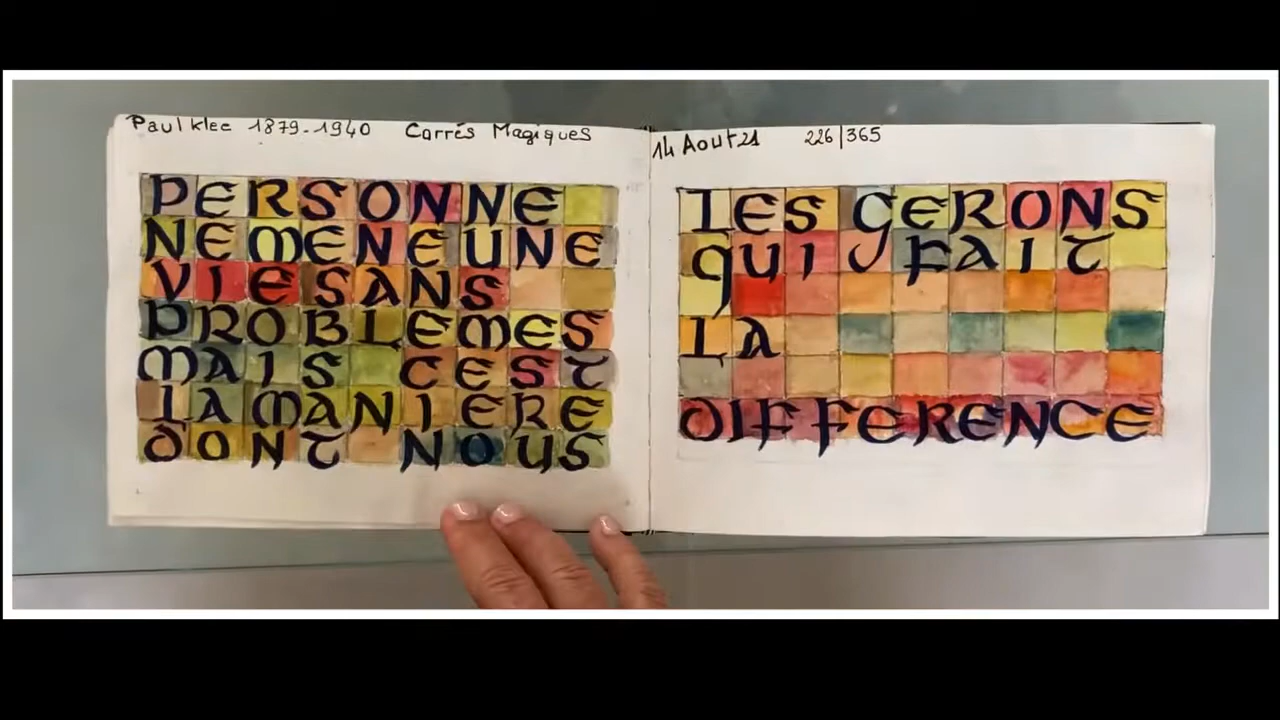 Paul Klee 1879-1940 Carrés Magiques
PERSONNE
NE MENE UNE
VIE SANS
PROBLEMES
MAIS CEST
LA MANIERE
DONT NOUS
14 Aout 21 226|365
LES GERONS
QUI FAIT
LA
DIFFERENCE